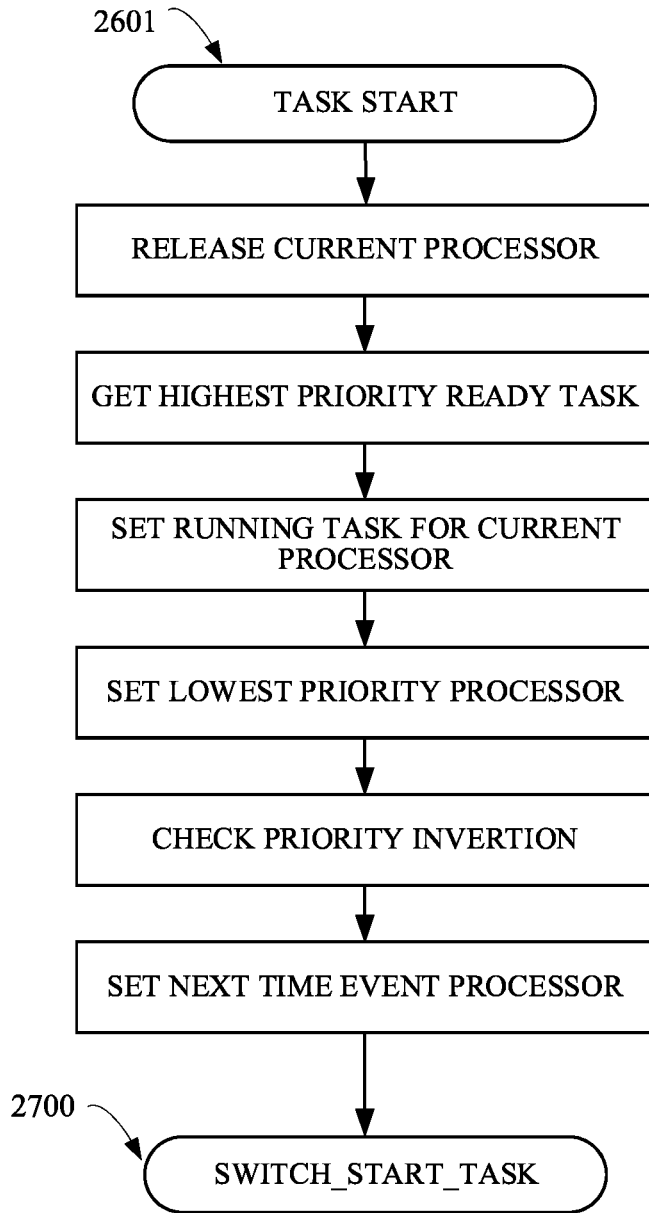 2601
TASK START
RELEASE CURRENT PROCESSOR
GET HIGHEST PRIORITY READY TASK
SET RUNNING TASK FOR CURRENT
PROCESSOR
SET LOWEST PRIORITY PROCESSOR
CHECK PRIORITY INVERTION
SET NEXT TIME EVENT PROCESSOR
2700
SWITCH_START_TASK